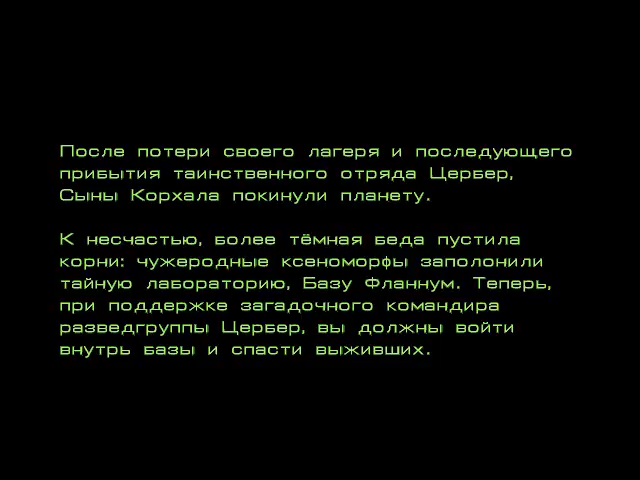 После потери своего лагеря и последующего
прибытия таинственного отряда Цербер,
Сыны Корхала покинули планету.
К несчастью, более тёмная беда пустила
корни: чужеродные ксеноморфы заполонили
тайную лабораторию, Базу Фланнум. Теперь,
при поддержке загадочного командира
разведгруппы Цербер, вы должны войти
внутрь базы и спасти выживших.